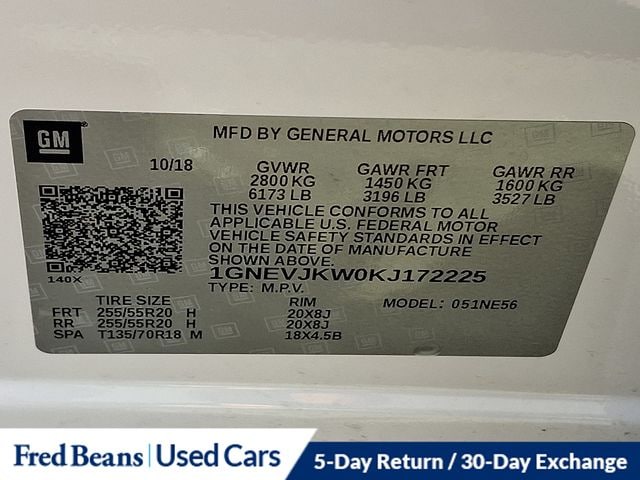 GM
MFD BY GENERAL MOTORS LLC
10/18 GVWR GAWR FRT GAWR RR
2800 KG 1450 KG 1600 KG
6173 LB 3196 LB 3527 LB
THIS VEHICLE CONFORMS TO ALL
APPLICABLE U.S. FEDERAL MOTOR
VEHICLE SAFETY STANDARDS IN EFFECT
ON THE DATE OF MANUFACTURE
SHOWN ABOVE.
1GNEVJKW0KJ172225
140X
TYPE: M.P.V. MODEL: 051NE56
TIRE SIZE RIM
FRT 255/55R20 H 20X8J
RR 255/55R20 H 20X8J
SPA T135/70R18 M 18X4.5B
Fred Beans | Used Cars
5-Day Return / 30-Day Exchange